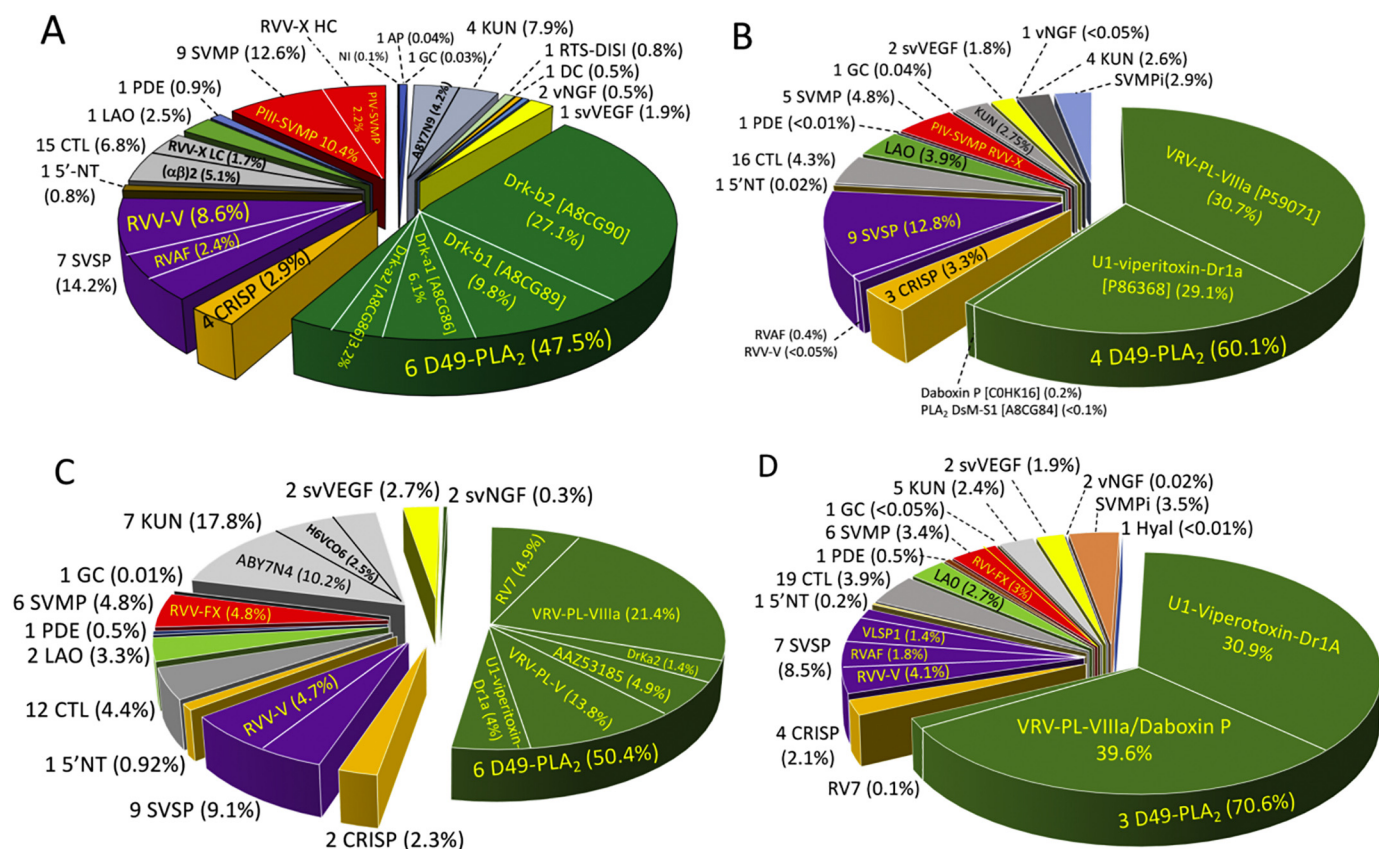 A
RVV-X HC
9 SVMP (12.6%)
NI (0.1%)
1 AP (0.04%)
1 GC (0.03%)
4 KUN (7.9%)
1 RTS-DISI (0.8%)
1 DC (0.5%)
2 vNGF (0.5%)
1 svVEGF (1.9%)
1 PDE (0.9%)
1 LAO (2.5%)
15 CTL (6.8%)
1 5'-NT
(0.8%)
7 SVSP
(14.2%)
PIII-SVMP 10.4%
PIV-SVMP
2.2%
A8Y7N9 (4.2%)
RVV-X LC (1.7%)
(αβ)2 (5.1%)
RVV-V (8.6%)
RVAF (2.4%)
4 CRISP (2.9%)
Drk-b2 [A8CG90]
(27.1%)
Drk-b1 [A8CG89]
(9.8%)
Drk-a1 [A8CG86]
6.1%
Drk-a2 [A8CG86]3.2%
6 D49-PLA₂ (47.5%)
B
1 vNGF (<0.05%)
2 svVEGF (1.8%)
4 KUN (2.6%)
SVMPi(2.9%)
1 GC (0.04%)
5 SVMP (4.8%)
1 PDE (<0.01%)
16 CTL (4.3%)
1 5'NT (0.02%)
KUN (2.75%)
PIV-SVMP RVV-X
LAO (3.9%)
9 SVSP (12.8%)
3 CRISP (3.3%)
RVAF (0.4%)
RVV-V (<0.05%)
VRV-PL-VIIIa [P59071]
(30.7%)
U1-viperitoxin-Dr1a
[P86368] (29.1%)
4 D49-PLA₂ (60.1%)
Daboxin P [C0HK16] (0.2%)
PLA₂ DsM-S1 [A8CG84] (<0.1%)
C
2 svVEGF (2.7%)
2 svNGF (0.3%)
7 KUN (17.8%)
H6VCO6 (2.5%)
ABY7N4 (10.2%)
1 GC (0.01%)
6 SVMP (4.8%)
RVV-FX (4.8%)
1 PDE (0.5%)
2 LAO (3.3%)
12 CTL (4.4%)
1 5'NT (0.92%)
RVV-V (4.7%)
9 SVSP (9.1%)
2 CRISP (2.3%)
RV7 (4.9%)
VRV-PL-VIIIa (21.4%)
DrKa2 (1.4%)
AAZ53185 (4.9%)
VRV-PL-V (13.8%)
U1-viperitoxin-
Dr1a (4%)
6 D49-PLA₂ (50.4%)
D
2 svVEGF (1.9%)
2 vNGF (0.02%)
5 KUN (2.4%)
SVMPi (3.5%)
1 GC (<0.05%)
1 Hyal (<0.01%)
6 SVMP (3.4%)
1 PDE (0.5%)
19 CTL (3.9%)
1 5'NT (0.2%)
RVV-FX (3%)
LA0 (2.7%)
7 SVSP
(8.5%)
VLSP1 (1.4%)
RVAF (1.8%)
RVV-V (4.1%)
4 CRISP
(2.1%)
RV7 (0.1%)
U1-Viperotoxin-Dr1A
30.9%
VRV-PL-VIIIa/Daboxin P
39.6%
3 D49-PLA₂ (70.6%)